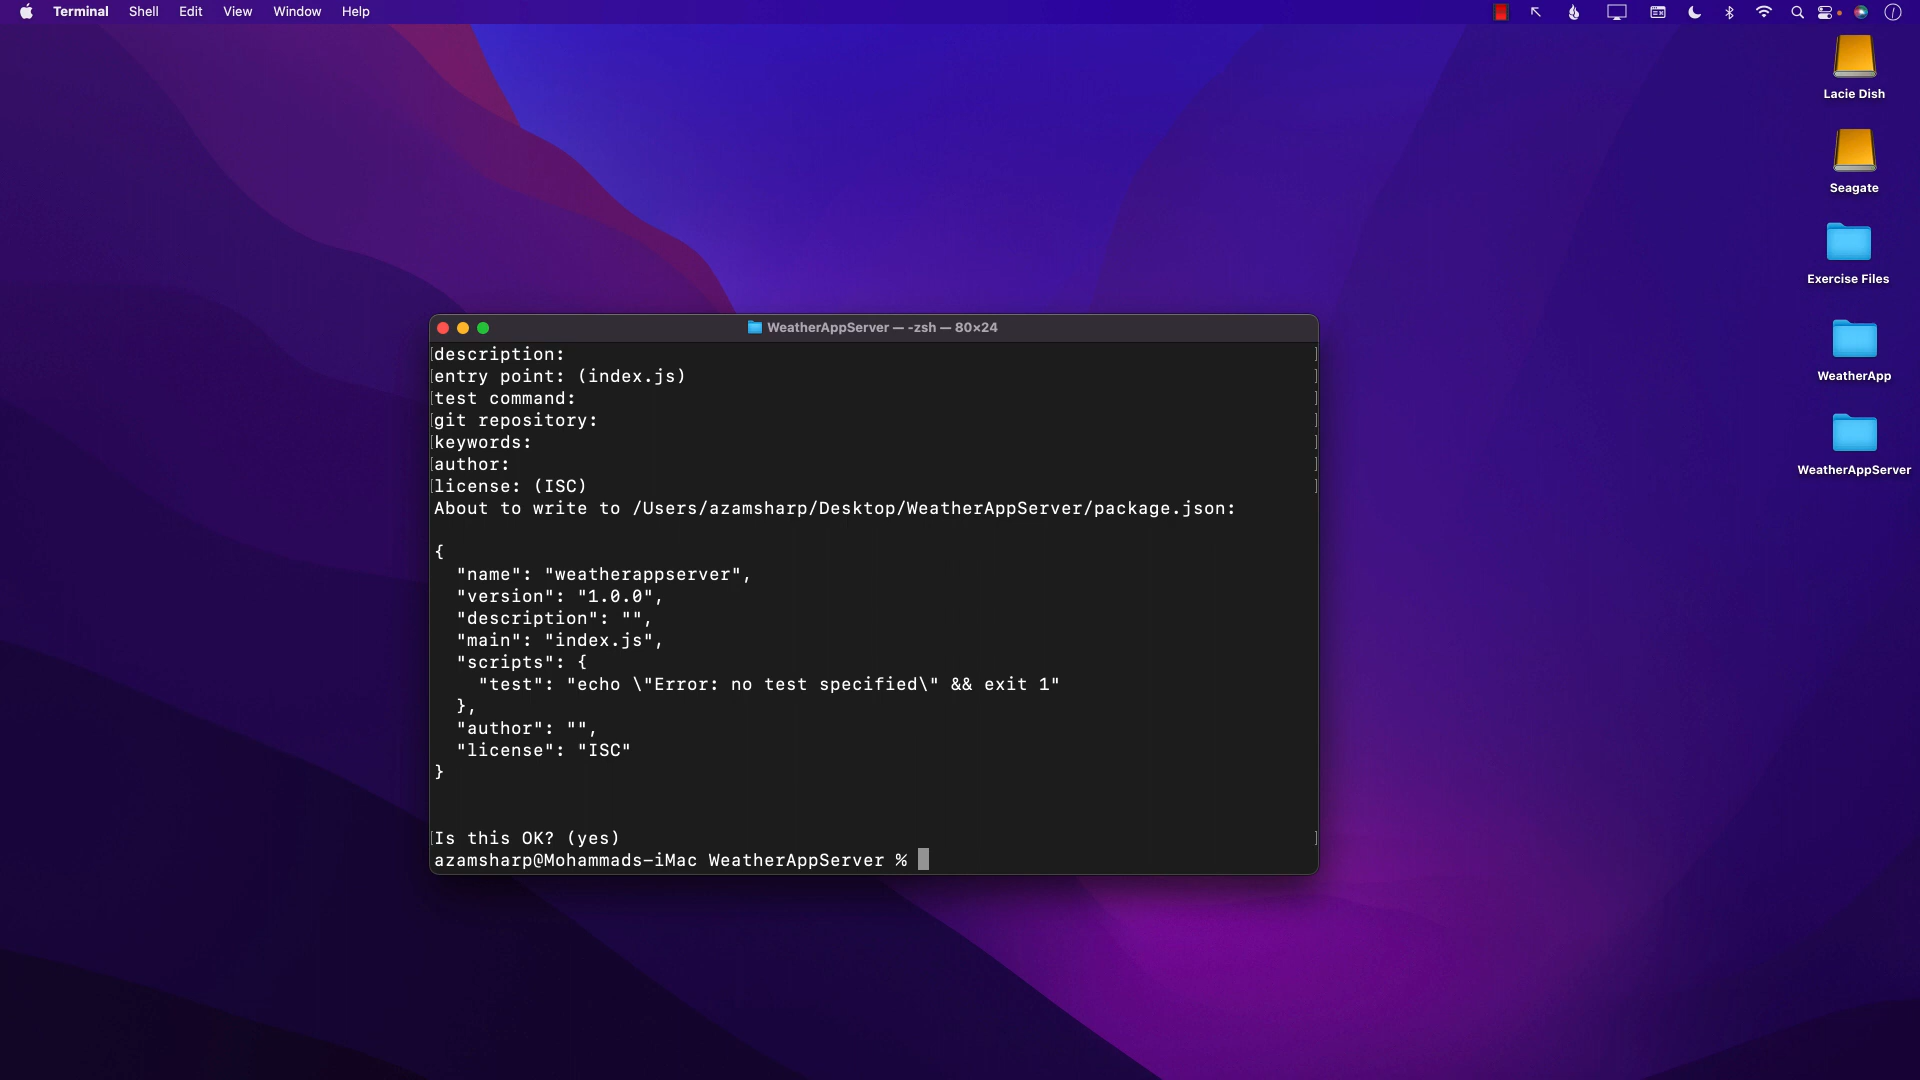 Terminal Shell Edit View Window Help
Lacie Dish
Seagate
Exercise Files
WeatherApp
WeatherAppServer
WeatherAppServer — -zsh — 80×24
description:
entry point: (index.js)
test command:
git repository:
keywords:
author:
license: (ISC)
About to write to /Users/azamsharp/Desktop/WeatherAppServer/package.json:
{
  "name": "weatherappserver",
  "version": "1.0.0",
  "description": "",
  "main": "index.js",
  "scripts": {
    "test": "echo \"Error: no test specified\" && exit 1"
  },
  "author": "",
  "license": "ISC"
}
Is this OK? (yes)
azamsharp@Mohammads-iMac WeatherAppServer %